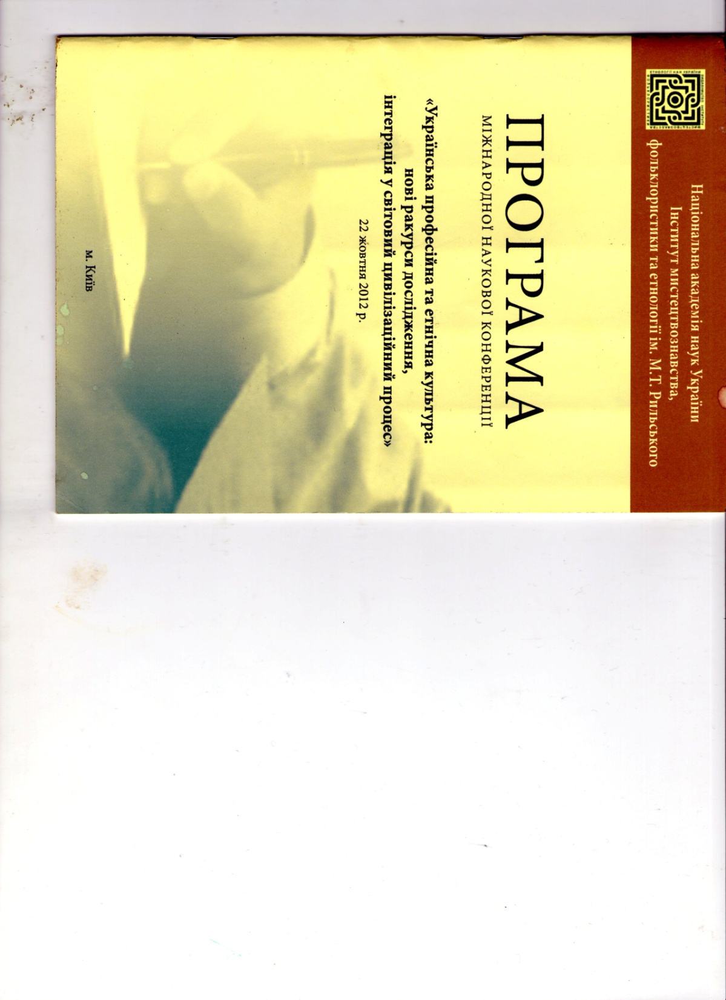 Національна академія наук України
Інститут мистецтвознавства,
фольклористики та етнології ім. М.Т. Рильського
ПРОГРАМА
МІЖНАРОДНОЇ НАУКОВОЇ КОНФЕРЕНЦІЇ
«Українська професійна та етнічна культура:
нові ракурси дослідження,
інтеграція у світовий цивілізаційний процес»
22 жовтня 2012 р.
м. Київ